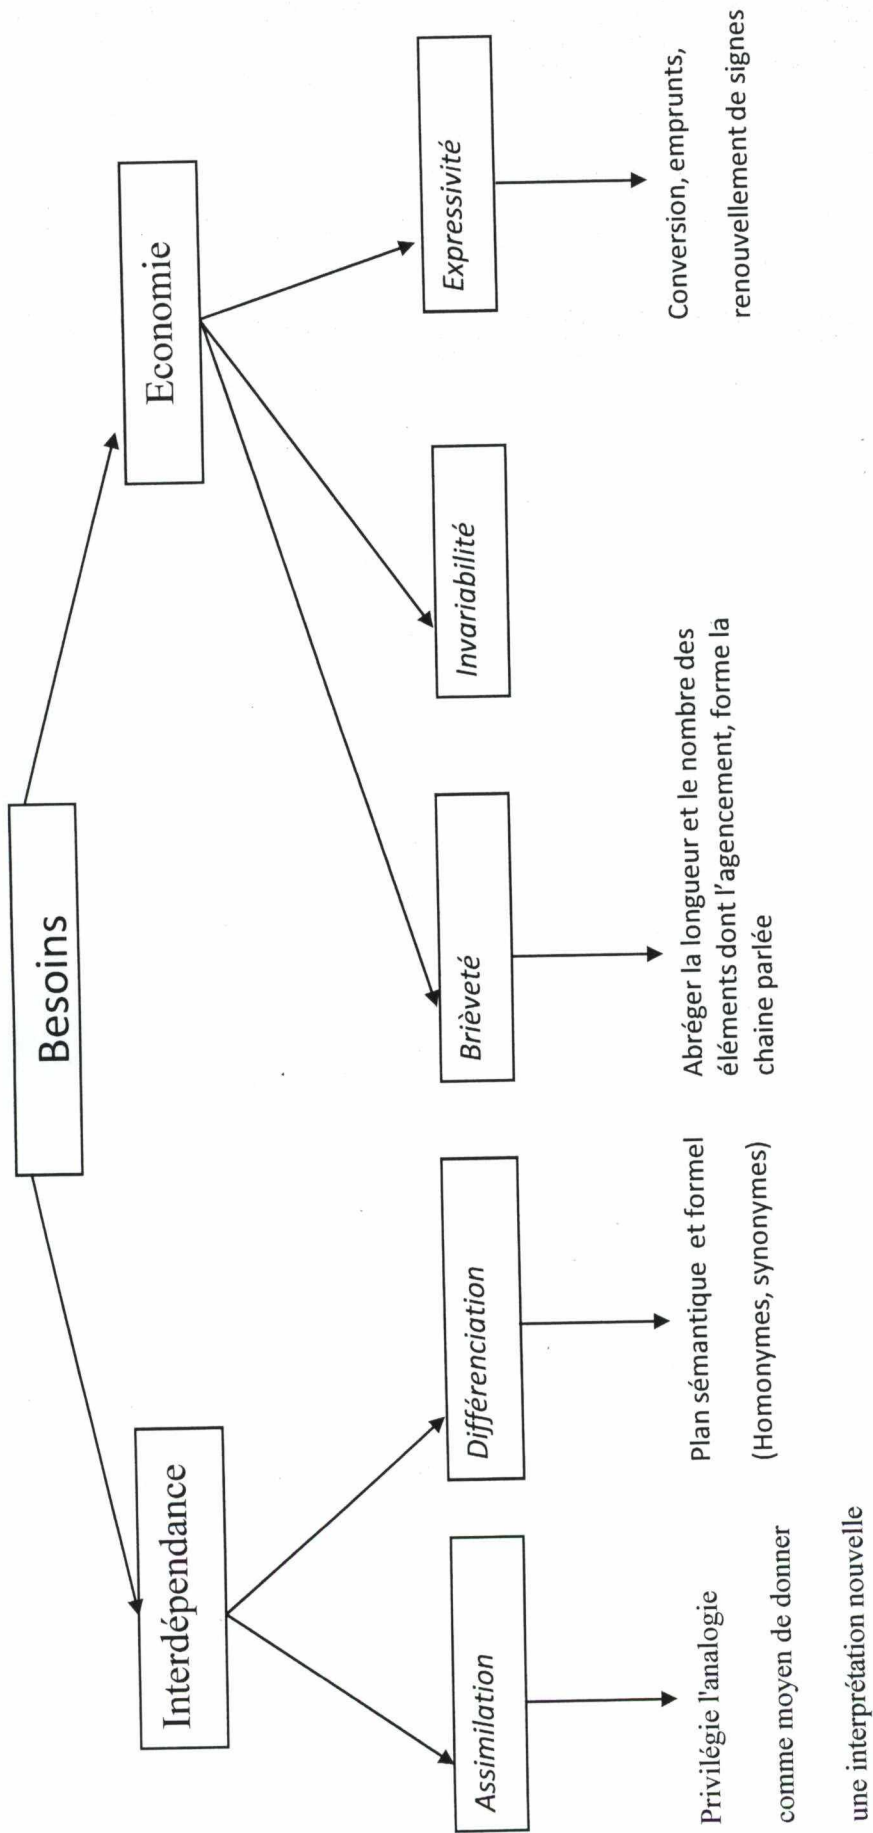 Besoins
Interdépendance
Economie
Assimilation
Différenciation
Brièveté
Invariabilité
Expressivité
Privilégie l'analogie
comme moyen de donner
une interprétation nouvelle
Plan sémantique et formel
(Homonymes, synonymes)
Abréger la longueur et le nombre des
éléments dont l'agencement, forme la
chaine parlée
Conversion, emprunts,
renouvellement de signes